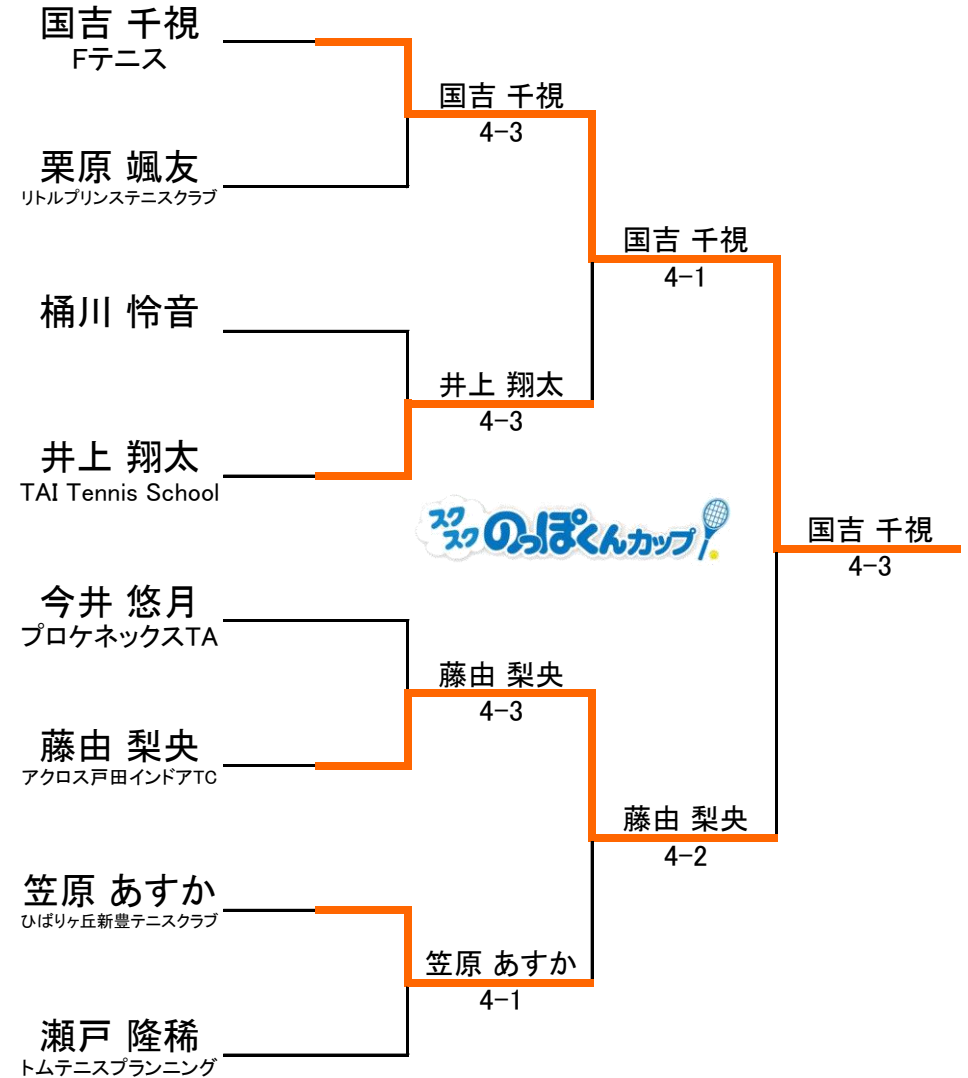 国吉 千視
Fテニス
国吉 千視
4-3
栗原 颯友
リトルプリンステニスクラブ
国吉 千視
4-1
桶川 怜音
井上 翔太
4-3
井上 翔太
TAI Tennis School
スクスクのっぽくんカップ
国吉 千視
4-3
今井 悠月
プロケネックスTA
藤由 梨央
4-3
藤由 梨央
アクロス戸田インドアTC
藤由 梨央
4-2
笠原 あすか
ひばりヶ丘新豊テニスクラブ
笠原 あすか
4-1
瀬戸 隆稀
トムテニスプランニング